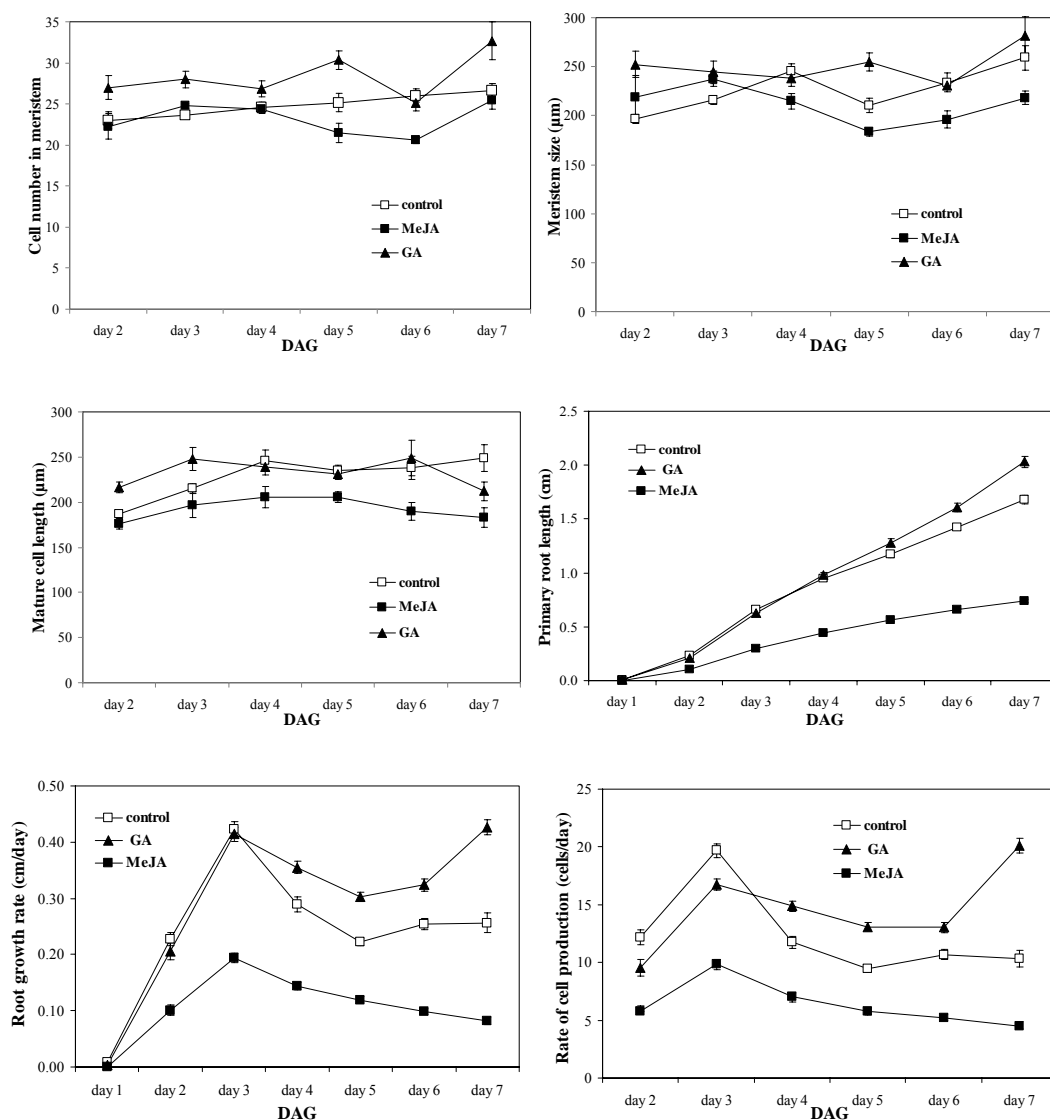 Cell number in meristem
35
30
25
20
15
10
5
0
control
MeJA
GA
day 2 day 3 day 4 day 5 day 6 day 7
DAG
Meristem size (µm)
300
250
200
150
100
50
0
control
MeJA
GA
day 2 day 3 day 4 day 5 day 6 day 7
DAG
Mature cell length (µm)
300
250
200
150
100
50
0
control
MeJA
GA
day 2 day 3 day 4 day 5 day 6 day 7
DAG
Primary root length (cm)
2.5
2.0
1.5
1.0
0.5
0.0
control
GA
MeJA
day 1 day 2 day 3 day 4 day 5 day 6 day 7
DAG
Root growth rate (cm/day)
0.50
0.40
0.30
0.20
0.10
0.00
control
GA
MeJA
day 1 day 2 day 3 day 4 day 5 day 6 day 7
DAG
Rate of cell production (cells/day)
25
20
15
10
5
0
control
GA
MeJA
day 2 day 3 day 4 day 5 day 6 day 7
DAG